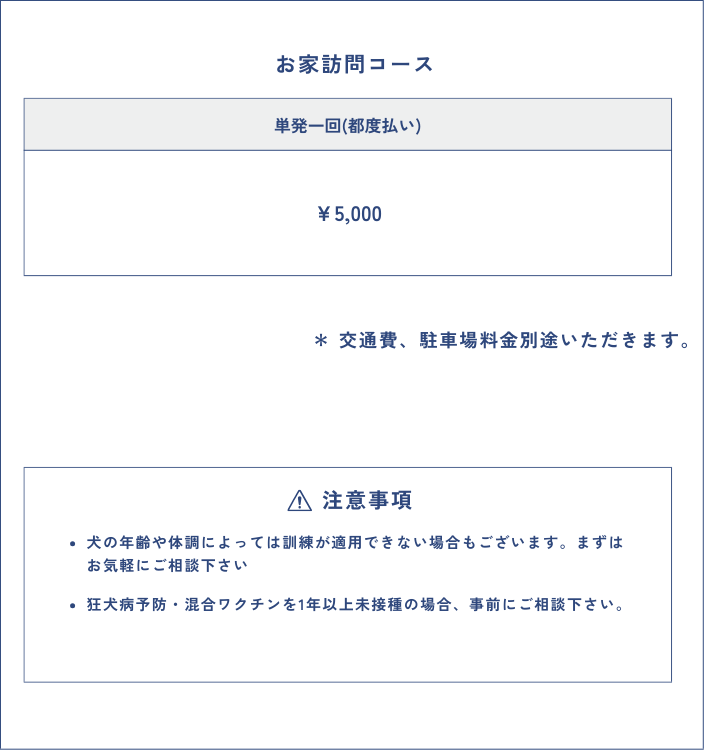 お家訪問コース
単発一回(都度払い)
￥5,000
＊ 交通費、駐車場料金別途いただきます。
⚠ 注意事項
• 犬の年齢や体調によっては訓練が適用できない場合もございます。まずは
お気軽にご相談下さい
• 狂犬病予防・混合ワクチンを1年以上未接種の場合、事前にご相談下さい。